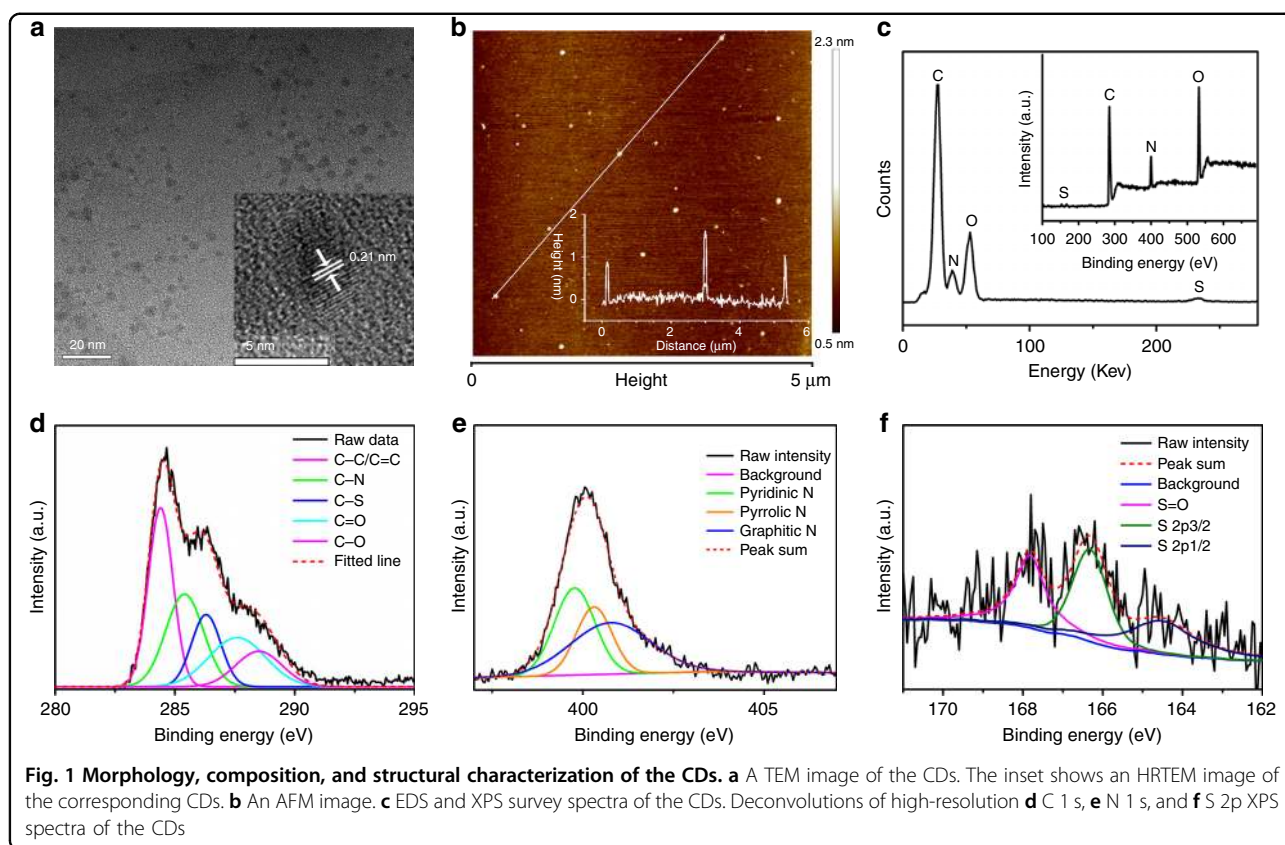 a
20 nm
0.21 nm
5 nm
b
2.3 nm
0.5 nm
2
1
0
Height (nm)
0 2 4 6
Distance (μm)
0 Height 5 μm
c
Counts
C
N
O
S
0 100 200
Energy (Kev)
Intensity (a.u.)
S
C
N
O
100 200 300 400 500 600
Binding energy (eV)
d
Intensity (a.u.)
Raw data
C–C/C=C
C–N
C–S
C=O
C–O
Fitted line
280 285 290 295
Binding energy (eV)
e
Intensity (a.u.)
Raw intensity
Background
Pyridinic N
Pyrrolic N
Graphitic N
Peak sum
400 405
Binding energy (eV)
f
Intensity (a.u.)
Raw intensity
Peak sum
Background
S=O
S 2p3/2
S 2p1/2
170 168 166 164 162
Binding energy (eV)
Fig. 1 Morphology, composition, and structural characterization of the CDs. a A TEM image of the CDs. The inset shows an HRTEM image of
the corresponding CDs. b An AFM image. c EDS and XPS survey spectra of the CDs. Deconvolutions of high-resolution d C 1 s, e N 1 s, and f S 2p XPS
spectra of the CDs